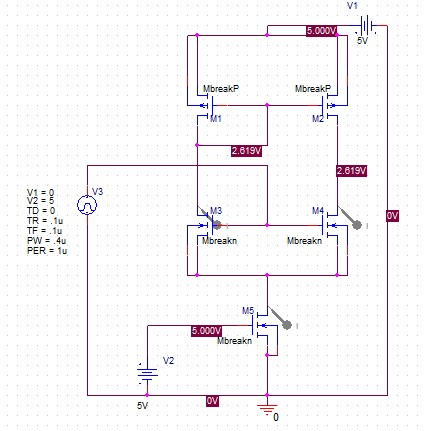 V1
5.000V
5V
MbreakP
MbreakP
M1
M2
2.619V
2.619V
V1 = 0
V2 = 5
TD = 0
TR = .1u
TF = .1u
PW = .4u
PER = 1u
V3
M3
M4
I
0V
Mbreakn
Mbreakn
M5
I
5.000V
Mbreakn
V2
5V
0V
0